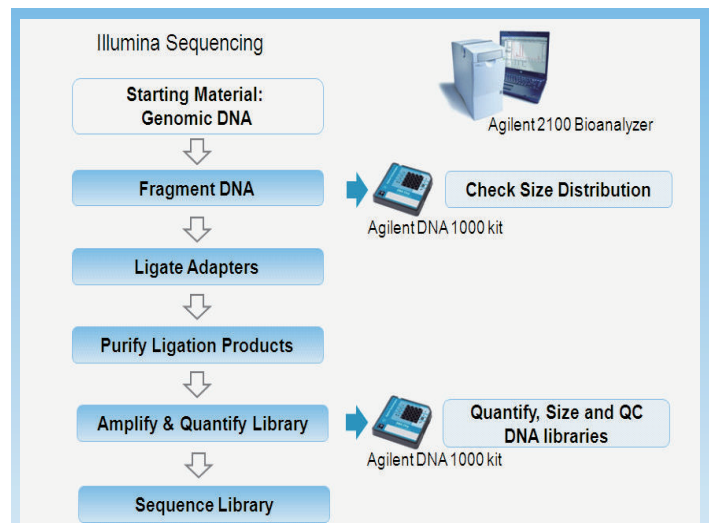 Illumina Sequencing
Starting Material:
Genomic DNA
Agilent 2100 Bioanalyzer
Fragment DNA
Check Size Distribution
Agilent DNA 1000 kit
Ligate Adapters
Purify Ligation Products
Amplify & Quantify Library
Quantify, Size and QC
DNA libraries
Agilent DNA 1000 kit
Sequence Library